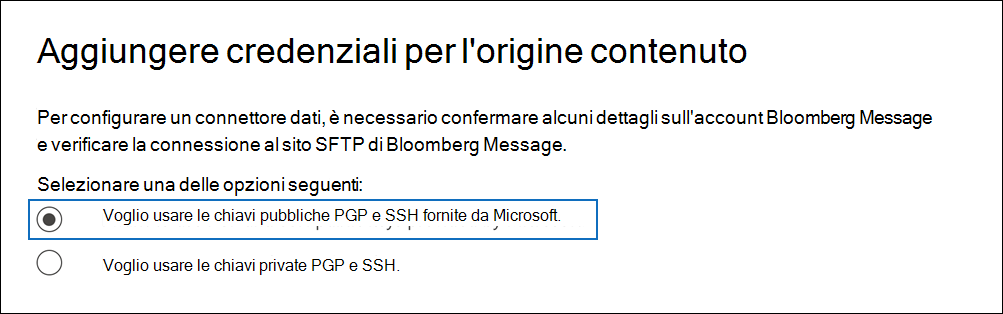 Aggiungere credenziali per l'origine contenuto
Per configurare un connettore dati, è necessario confermare alcuni dettagli sull'account Bloomberg Message
e verificare la connessione al sito SFTP di Bloomberg Message.
Selezionare una delle opzioni seguenti:
Voglio usare le chiavi pubbliche PGP e SSH fornite da Microsoft.
Voglio usare le chiavi private PGP e SSH.